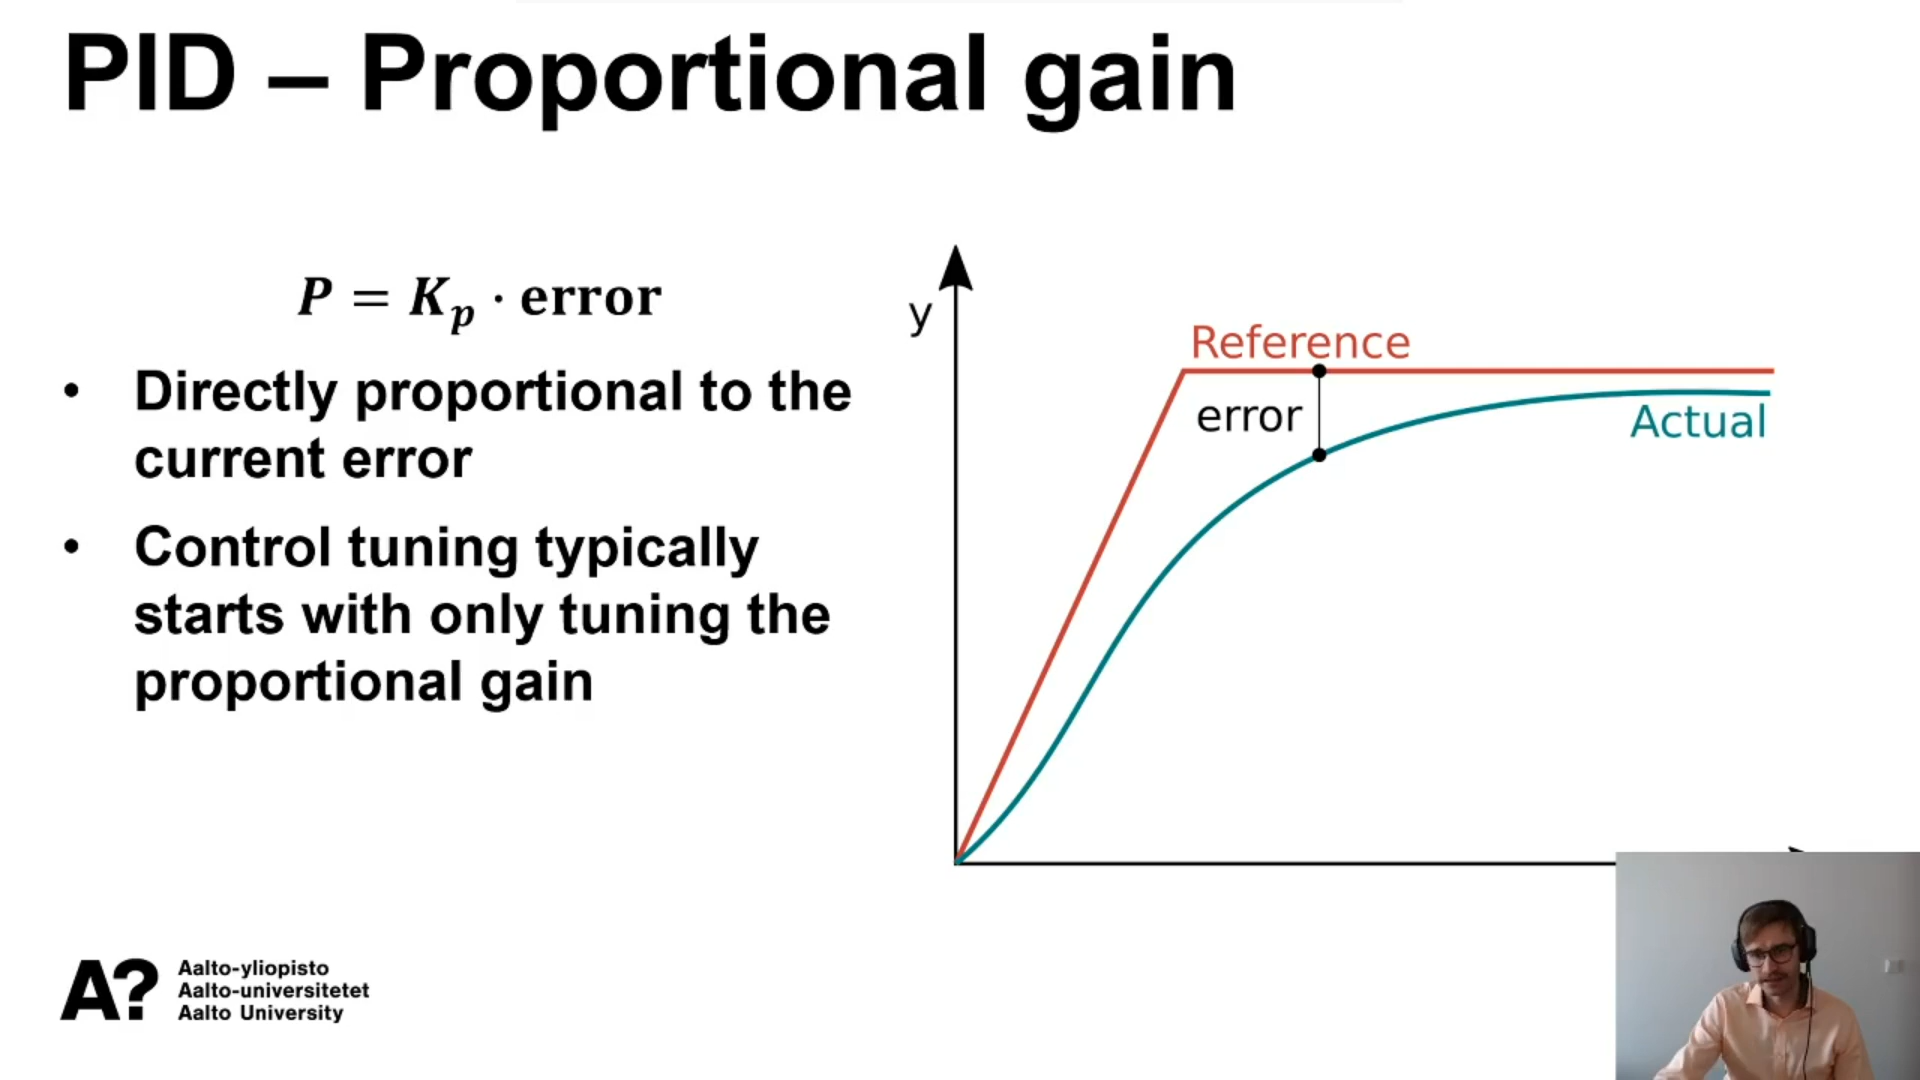 PID – Proportional gain
P = Kₚ · error
• Directly proportional to the
current error
• Control tuning typically
starts with only tuning the
proportional gain
y
Reference
error
Actual
A?
Aalto-yliopisto
Aalto-universitetet
Aalto University